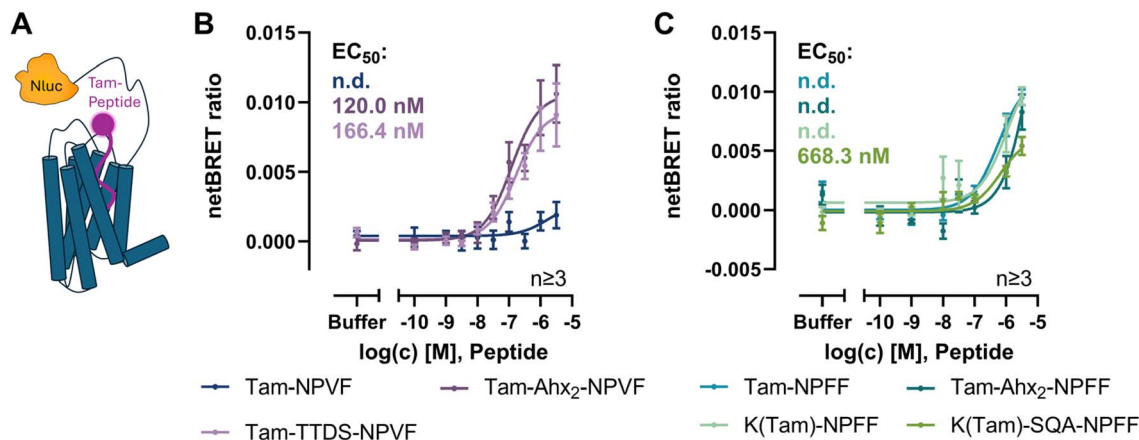 A
Nluc
Tam-
Peptide
B
netBRET ratio
0.015
0.010
0.005
0.000
EC50:
n.d.
120.0 nM
166.4 nM
n≥3
Buffer -10 -9 -8 -7 -6 -5
log(c) [M], Peptide
Tam-NPVF
Tam-Ahx2-NPVF
Tam-TTDS-NPVF
C
netBRET ratio
0.015
0.010
0.005
0.000
-0.005
EC50:
n.d.
n.d.
n.d.
668.3 nM
n≥3
Buffer -10 -9 -8 -7 -6 -5
log(c) [M], Peptide
Tam-NPFF
Tam-Ahx2-NPFF
K(Tam)-NPFF
K(Tam)-SQA-NPFF